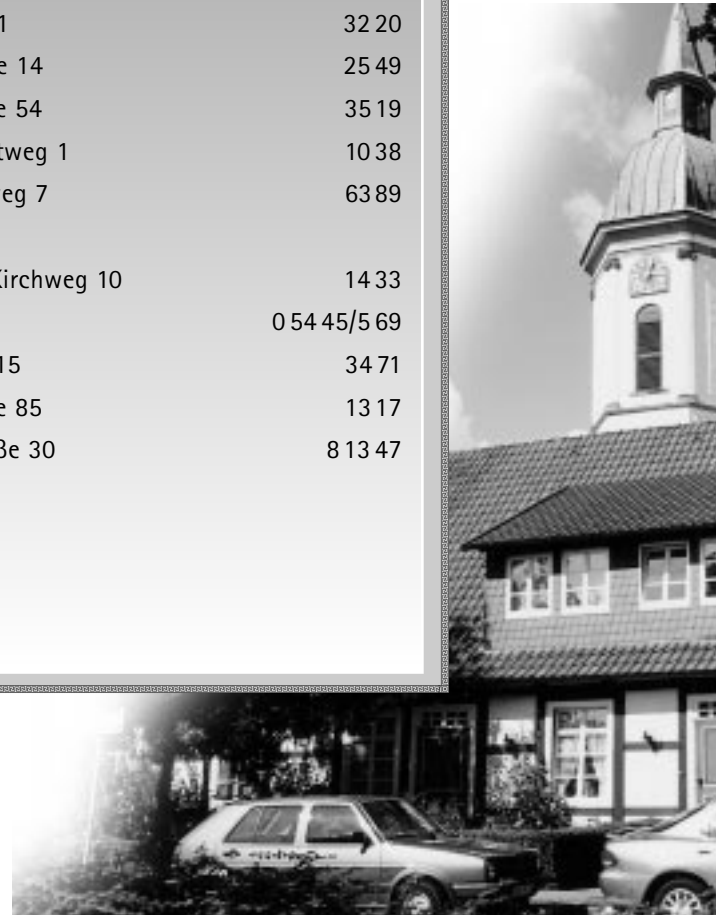 1 32 20
e 14 25 49
e 54 35 19
tweg 1 10 38
eg 7 63 89
Kirchweg 10 14 33
0 54 45/5 69
15 34 71
e 85 13 17
ße 30 8 13 47